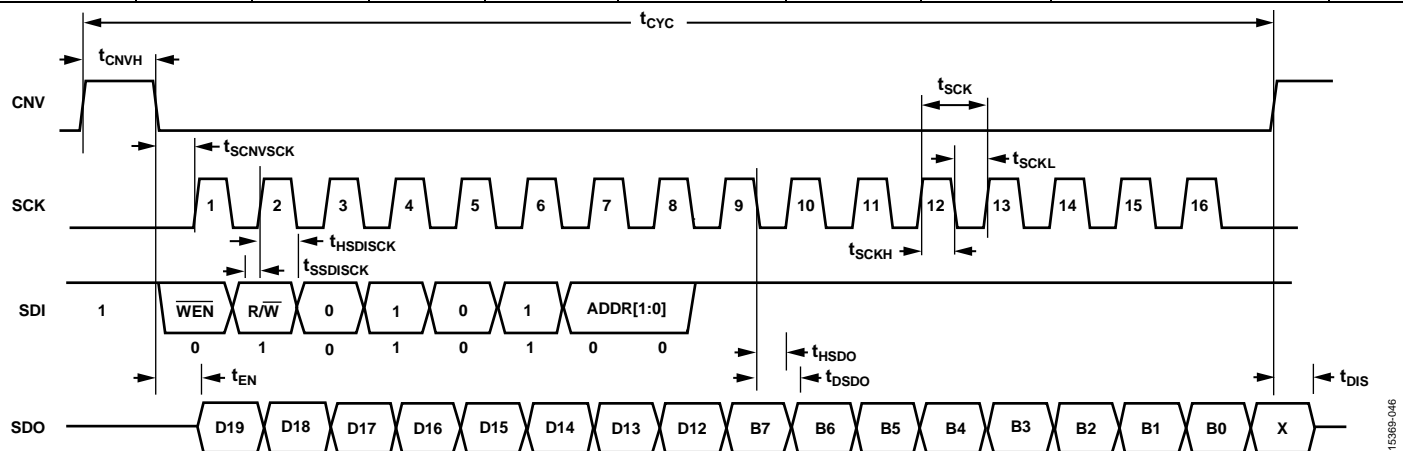 tCYC
tCNVH
CNV
tSCK
tSCNVSCK
tSCKL
SCK 1 2 3 4 5 6 7 8 9 10 11 12 13 14 15 16
tHSDISCK
tSCKH
tSSDISCK
SDI 1 WEN R/W 0 1 0 1 ADDR[1:0]
0 1 0 1 0 1 0 0
tHSDO
tEN
tDSDO
tDIS
SDO D19 D18 D17 D16 D15 D14 D13 D12 B7 B6 B5 B4 B3 B2 B1 B0 X
15369-046